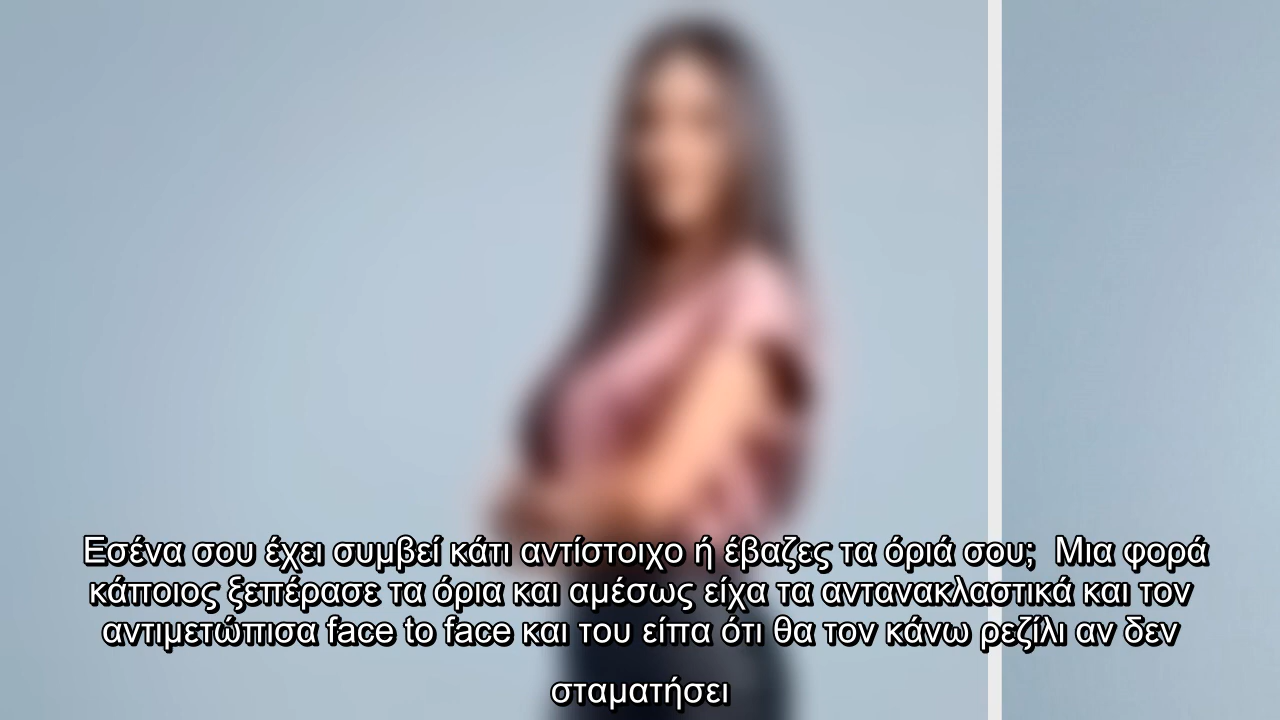 Εσένα σου έχει συμβεί κάτι αντίστοιχο ή έβαζες τα όριά σου;  Μια φορά
κάποιος ξεπέρασε τα όρια και αμέσως είχα τα αντανακλαστικά και τον
αντιμετώπισα face to face και του είπα ότι θα τον κάνω ρεζίλι αν δεν
σταματήσει